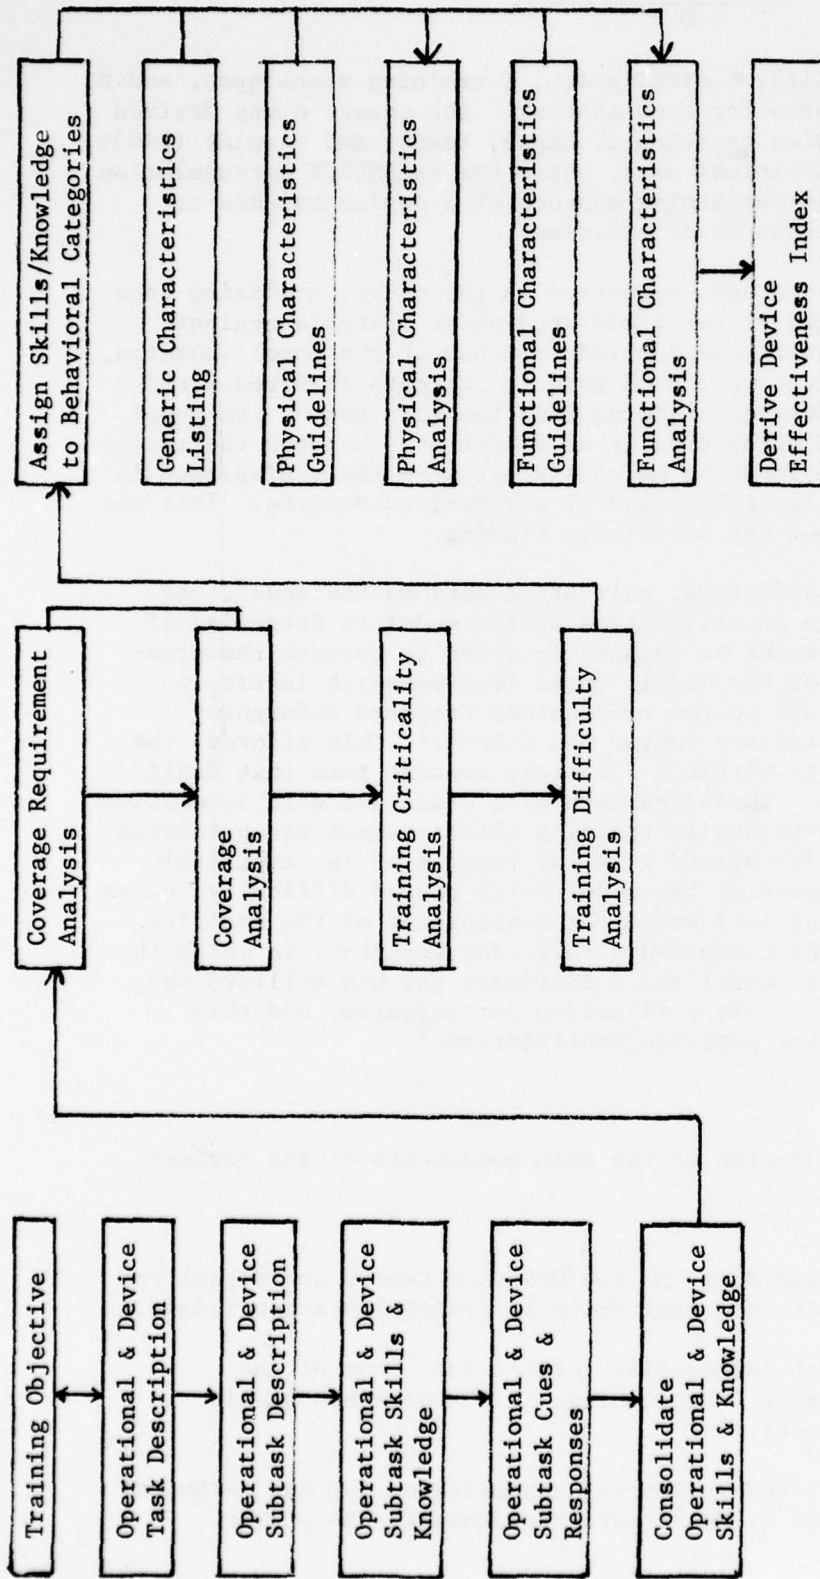 Training Objective
Operational & Device
Task Description
Operational & Device
Subtask Description
Operational & Device
Subtask Skills &
Knowledge
Operational & Device
Subtask Cues &
Responses
Consolidate
Operational & Device
Skills & Knowledge
Coverage Requirement
Analysis
Coverage
Analysis
Training Criticality
Analysis
Training Difficulty
Analysis
Assign Skills/Knowledge
to Behavioral Categories
Generic Characteristics
Listing
Physical Characteristics
Guidelines
Physical Characteristics
Analysis
Functional Characteristics
Guidelines
Functional Characteristics
Analysis
Derive Device
Effectiveness Index